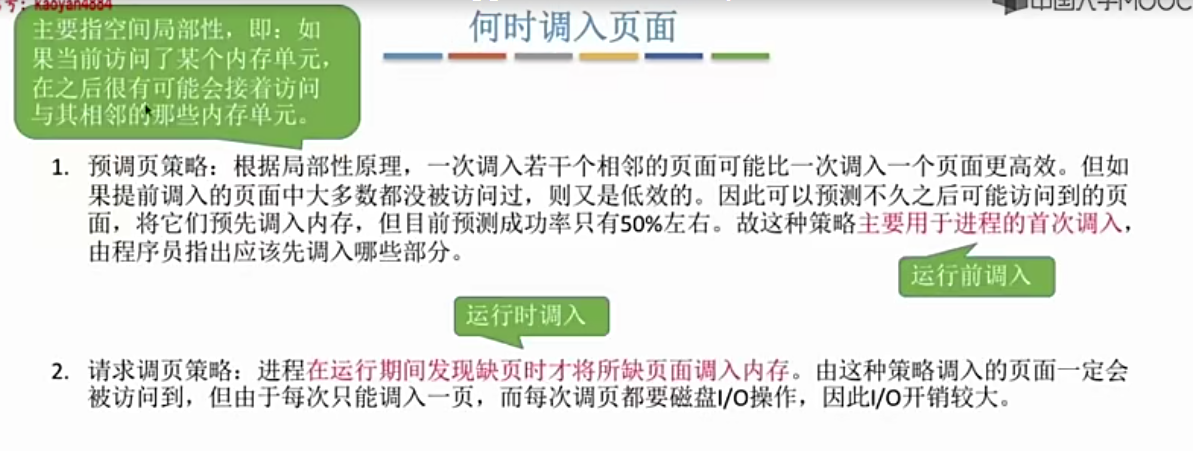 号：kaoyan4884
中国大学MOOC
何时调入页面
主要指空间局部性，即：如
果当前访问了某个内存单元，
在之后很有可能会接着访问
与其相邻的那些内存单元。
1. 预调页策略：根据局部性原理，一次调入若干个相邻的页面可能比一次调入一个页面更高效。但如
果提前调入的页面中大多数都没被访问过，则又是低效的。因此可以预测不久之后可能访问到的页
面，将它们预先调入内存，但目前预测成功率只有50%左右。故这种策略主要用于进程的首次调入，
由程序员指出应该先调入哪些部分。
运行前调入
运行时调入
2. 请求调页策略：进程在运行期间发现缺页时才将所缺页面调入内存。由这种策略调入的页面一定会
被访问到，但由于每次只能调入一页，而每次调页都要磁盘I/O操作，因此I/O开销较大。